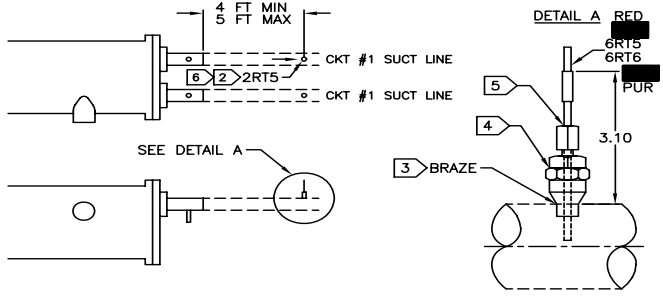 4 FT MIN
5 FT MAX
CKT #1 SUCT LINE
6 2 2RT5
CKT #1 SUCT LINE
SEE DETAIL A
DETAIL A RED
6RT5
6RT6
PUR
5
4
3.10
3 BRAZE